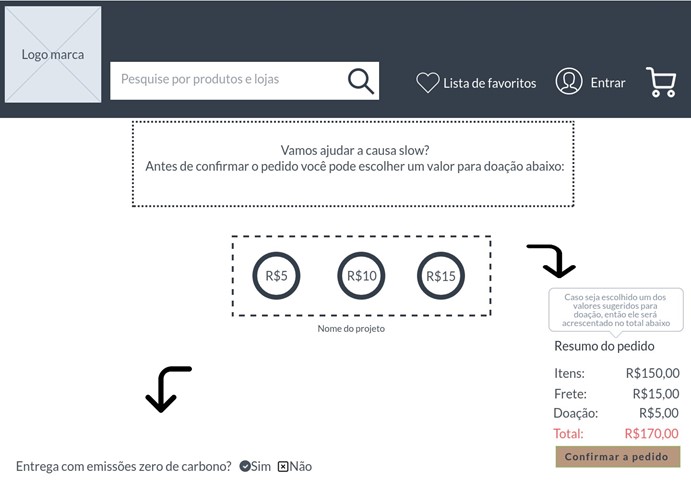 Logo marca
Pesquise por produtos e lojas
Lista de favoritos
Entrar
Vamos ajudar a causa slow?
Antes de confirmar o pedido você pode escolher um valor para doação abaixo:
R$5
R$10
R$15
Nome do projeto
Caso seja escolhido um dos
valores sugeridos para
doação, então ele será
acrescentado no total abaixo
Resumo do pedido
Itens: R$150,00
Frete: R$15,00
Doação: R$5,00
Total: R$170,00
Confirmar a pedido
Entrega com emissões zero de carbono? Sim Não